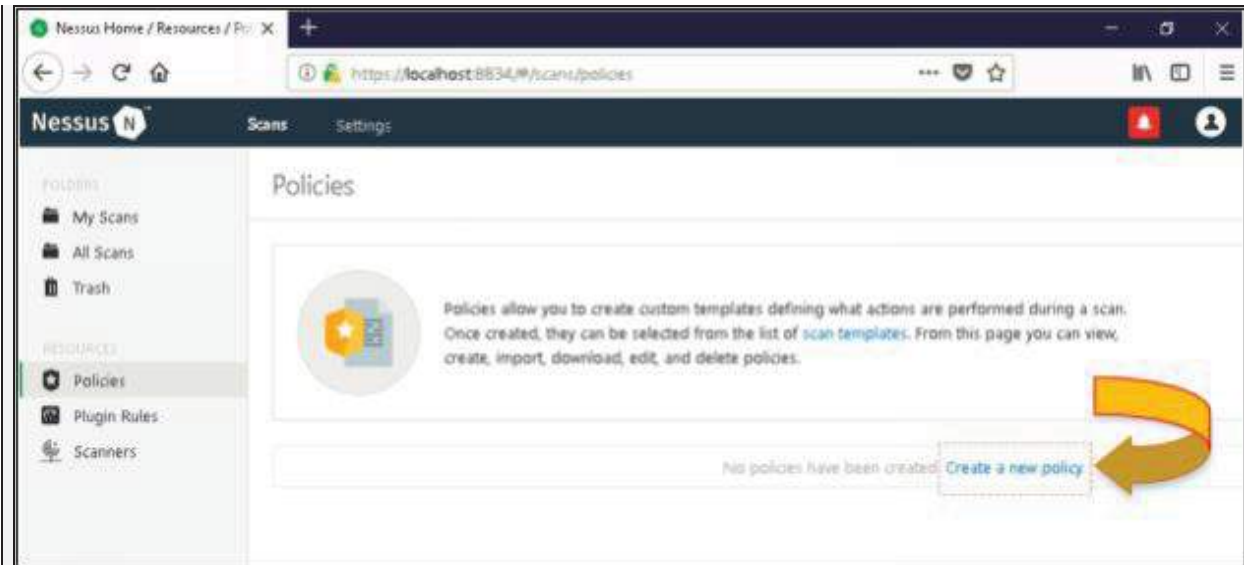 Nessus Home / Resources / Po
https://localhost:8834/#/scans/policies
Nessus N
Scans Settings
FOLDERS
My Scans
All Scans
Trash
RESOURCES
Policies
Plugin Rules
Scanners
Policies
Policies allow you to create custom templates defining what actions are performed during a scan.
Once created, they can be selected from the list of scan templates. From this page you can view,
create, import, download, edit, and delete policies.
No policies have been created. Create a new policy